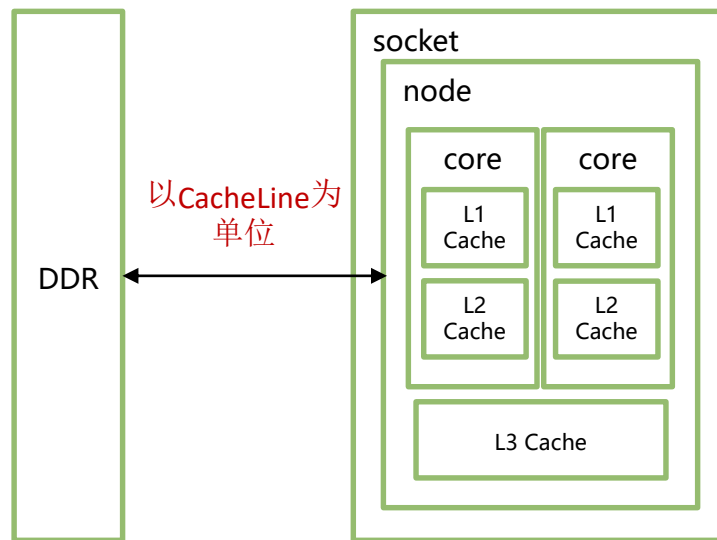 socket
node
core
core
以CacheLine为
单位
L1
Cache
L1
Cache
DDR
L2
Cache
L2
Cache
L3 Cache